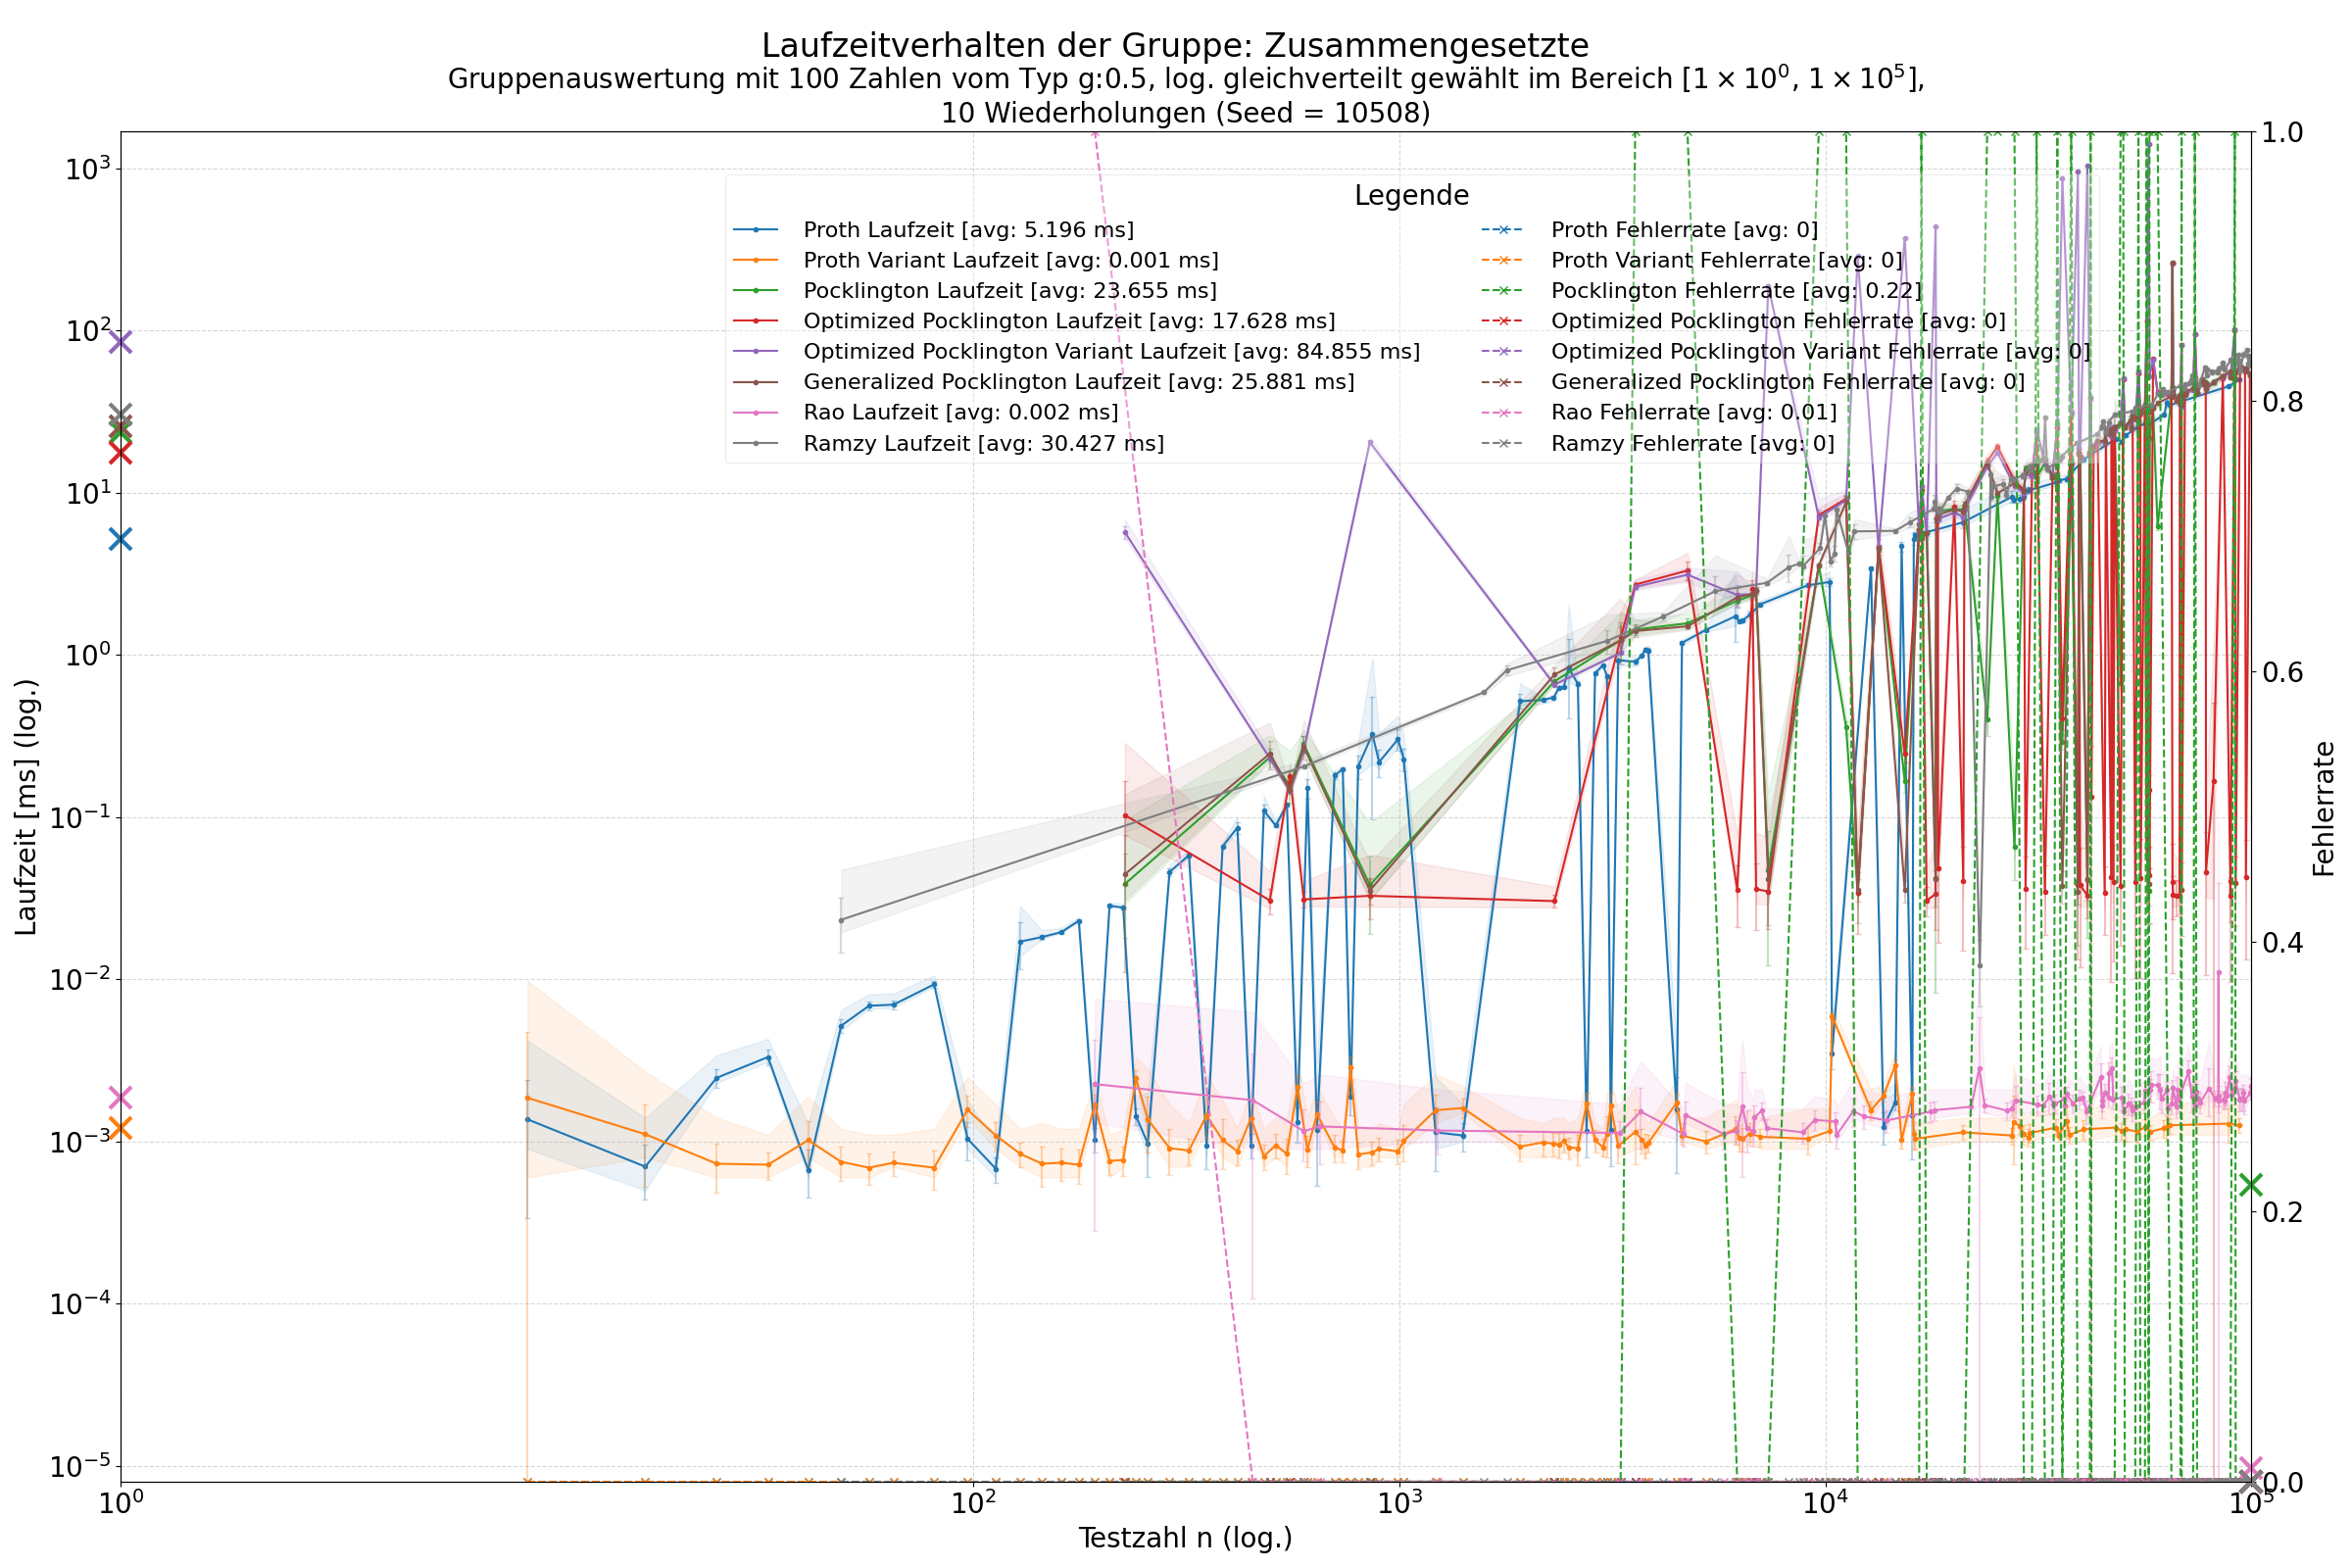 Laufzeitverhalten der Gruppe: Zusammengesetzte
Gruppenauswertung mit 100 Zahlen vom Typ g:0.5, log. gleichverteilt gewählt im Bereich [1 × 10⁰, 1 × 10⁵],
10 Wiederholungen (Seed = 10508)
Legende
Proth Laufzeit [avg: 5.196 ms]
Proth Variant Laufzeit [avg: 0.001 ms]
Pocklington Laufzeit [avg: 23.655 ms]
Optimized Pocklington Laufzeit [avg: 17.628 ms]
Optimized Pocklington Variant Laufzeit [avg: 84.855 ms]
Generalized Pocklington Laufzeit [avg: 25.881 ms]
Rao Laufzeit [avg: 0.002 ms]
Ramzy Laufzeit [avg: 30.427 ms]
Proth Fehlerrate [avg: 0]
Proth Variant Fehlerrate [avg: 0]
Pocklington Fehlerrate [avg: 0.22]
Optimized Pocklington Fehlerrate [avg: 0]
Optimized Pocklington Variant Fehlerrate [avg: 0]
Generalized Pocklington Fehlerrate [avg: 0]
Rao Fehlerrate [avg: 0.01]
Ramzy Fehlerrate [avg: 0]
Laufzeit [ms] (log.)
10³
10²
10¹
10⁰
10⁻¹
10⁻²
10⁻³
10⁻⁴
10⁻⁵
10⁰
10²
10³
10⁴
10⁵
Testzahl n (log.)
1.0
0.8
0.6
0.4
0.2
0.0
Fehlerrate